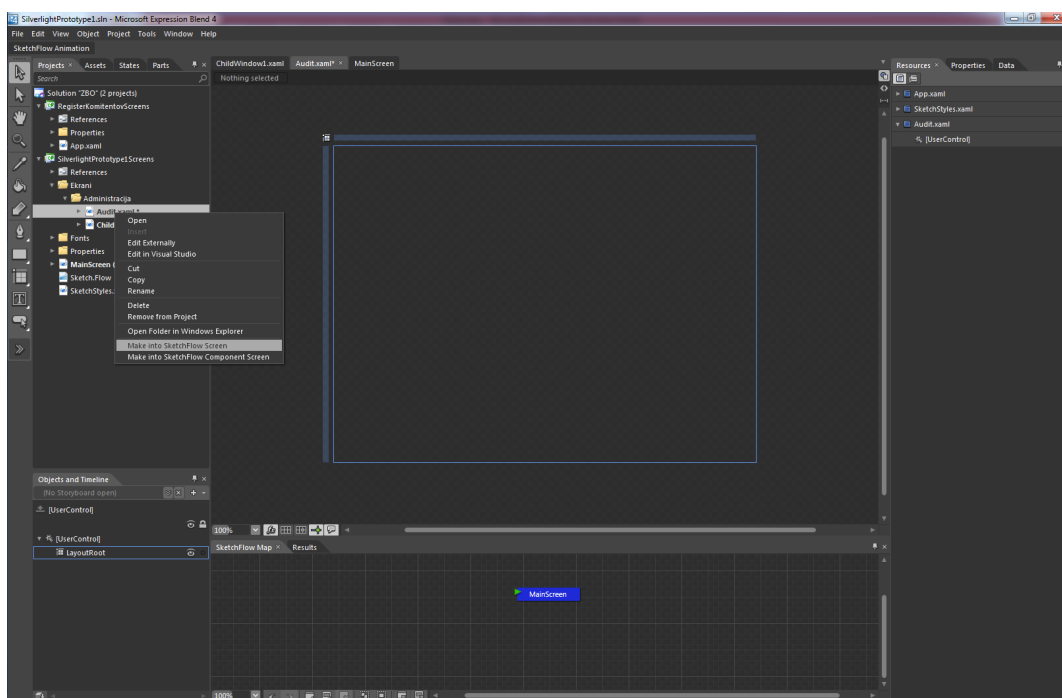 SilverlightPrototype1.sln - Microsoft Expression Blend 4
File Edit View Object Project Tools Window Help
SketchFlow Animation
Projects × Assets States Parts
Search
Solution "ZBO" (2 projects)
RegisterKomitentovScreens
References
Properties
App.xaml
SilverlightPrototype1Screens
References
Ekrani
Administracija
Audit.xaml *
Child
Fonts
Properties
MainScreen (
Sketch.Flow
SketchStyles.
Open
Insert
Edit Externally
Edit in Visual Studio
Cut
Copy
Rename
Delete
Remove from Project
Open Folder in Windows Explorer
Make into SketchFlow Screen
Make into SketchFlow Component Screen
Objects and Timeline
(No Storyboard open)
[UserControl]
[UserControl]
LayoutRoot
ChildWindow1.xaml Audit.xaml* × MainScreen
Nothing selected
100%
SketchFlow Map × Results
MainScreen
100%
Resources × Properties Data
App.xaml
SketchStyles.xaml
Audit.xaml
[UserControl]